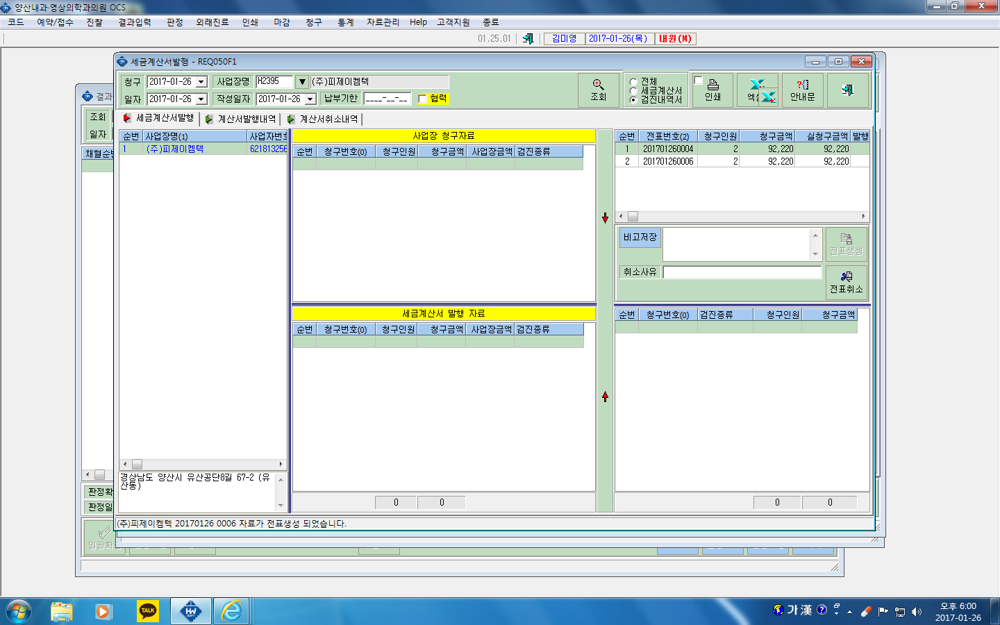 양산내과·영상의학과의원 OCS
코드 예약/접수 진찰 결과입력 판정 외래진료 인쇄 마감 청구 통계 자료관리 Help 고객지원 종료
01.25.01 김미영 2017-01-26(목) 내원(M)
세금계산서발행 - REQ050F1
청구 2017-01-26 사업장명 H2395 ▼ (주)피제이켐텍
일자 2017-01-26 작성일자 2017-01-26 납부기한 ____-__-__ 협력
조회
전체
세금계산서
검진내역서
인쇄
엑셀
안내문
결과
조회
일자
채혈순번
세금계산서발행 계산서발행내역 계산서취소내역
순번 사업장명(1) 사업자번호
1 (주)피제이켐텍 621813256
사업장 청구자료
순번 청구번호(0) 청구인원 청구금액 사업장금액 검진종류
순번 전표번호(2) 청구인원 청구금액 실청구금액 발행
1 201701260004 2 92,220 92,220
2 201701260006 2 92,220 92,220
비고저장
전표생성
취소사유
전표취소
세금계산서 발행 자료
순번 청구번호(0) 청구인원 청구금액 사업장금액 검진종류
순번 청구번호(0) 검진종류 청구인원 청구금액
경상남도 양산시 유산공단8길 67-2 (유
산동)
0 0
0 0
(주)피제이켐텍 20170126 0006 자료가 전표생성 되었습니다.
판정확
판정일
일괄확
TALK
HW
SOFT
가 漢
오후 6:00
2017-01-26